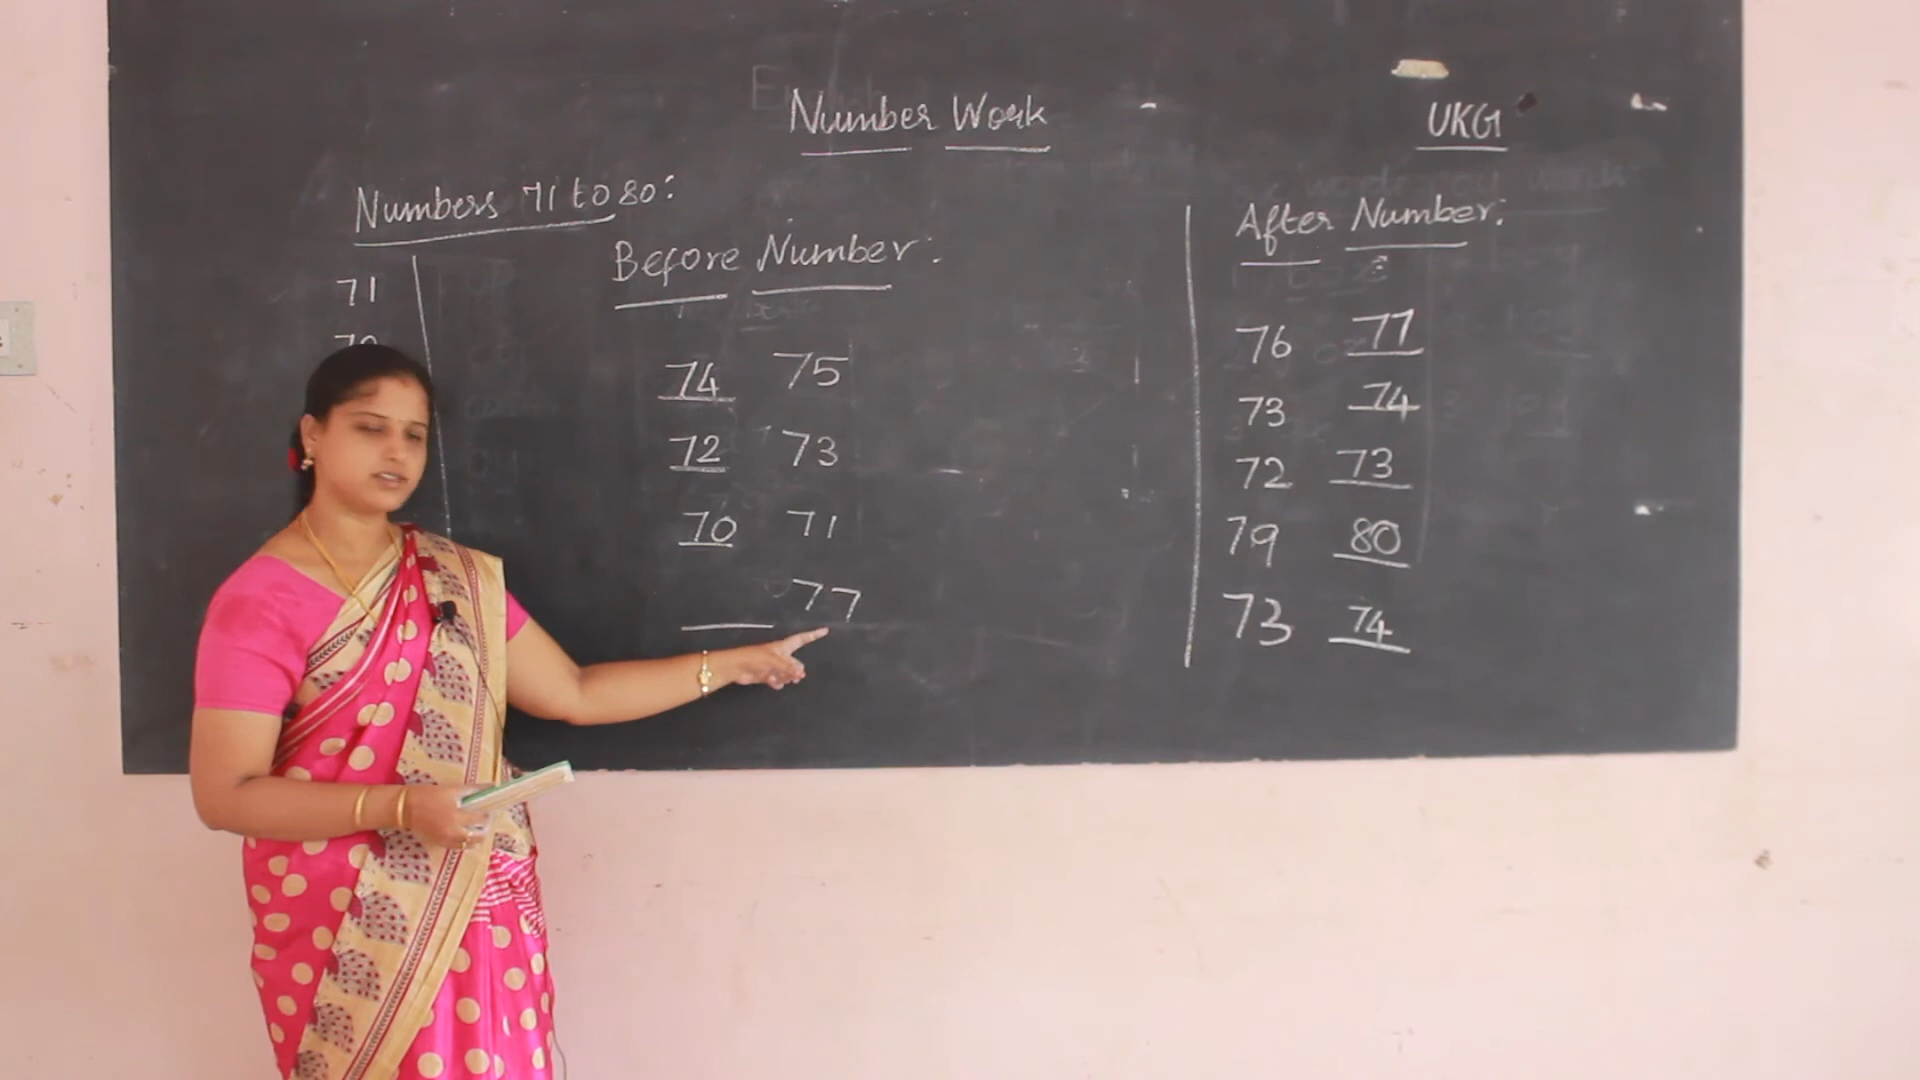 Number Work
UKG
Numbers 71 to 80:
71
Before Number:
74 75
72 73
70 71
77
After Number:
76 77
73 74
72 73
79 80
73 74